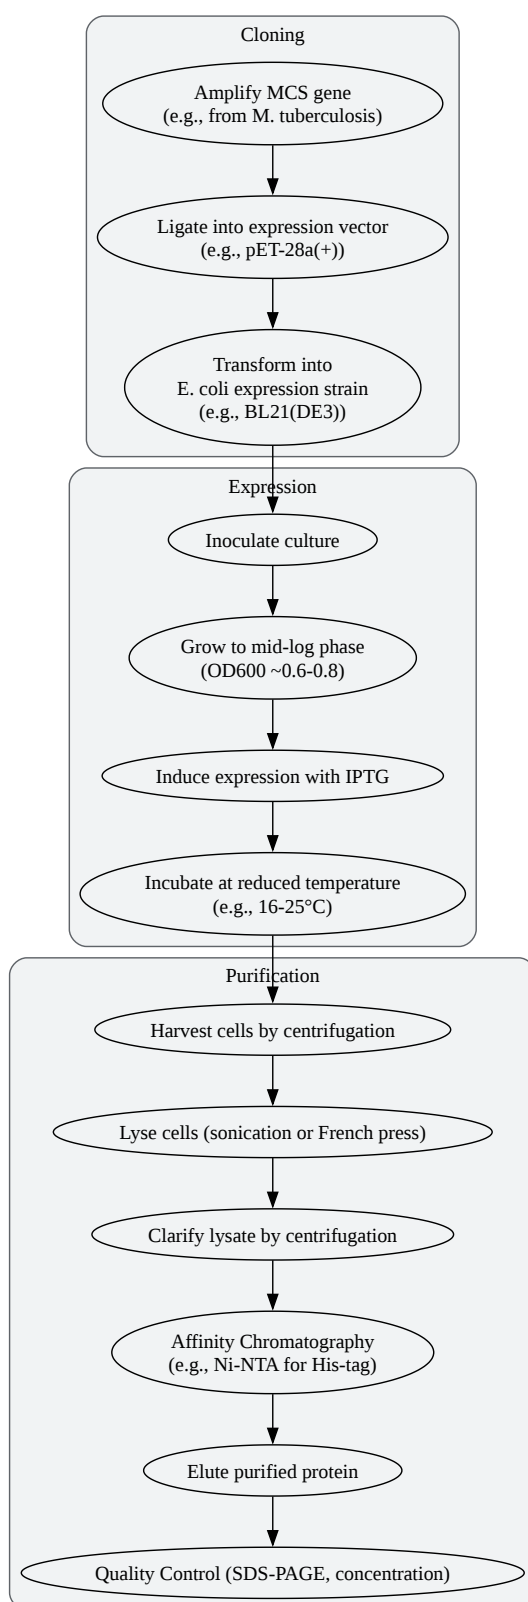 Cloning
Amplify MCS gene
(e.g., from M. tuberculosis)
Ligate into expression vector
(e.g., pET-28a(+))
Transform into
E. coli expression strain
(e.g., BL21(DE3))
Expression
Inoculate culture
Grow to mid-log phase
(OD600 ~0.6-0.8)
Induce expression with IPTG
Incubate at reduced temperature
(e.g., 16-25°C)
Purification
Harvest cells by centrifugation
Lyse cells (sonication or French press)
Clarify lysate by centrifugation
Affinity Chromatography
(e.g., Ni-NTA for His-tag)
Elute purified protein
Quality Control (SDS-PAGE, concentration)